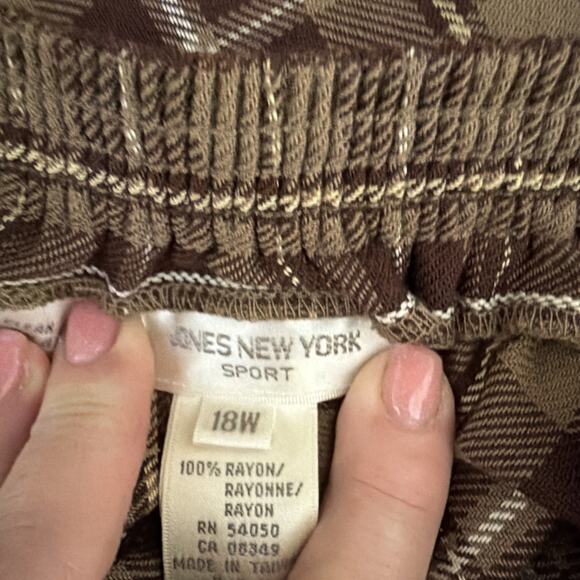 JONES NEW YORK
SPORT
18W
100% RAYON/
RAYONNE/
RAYON
RN 54050
CA 08349
MADE IN